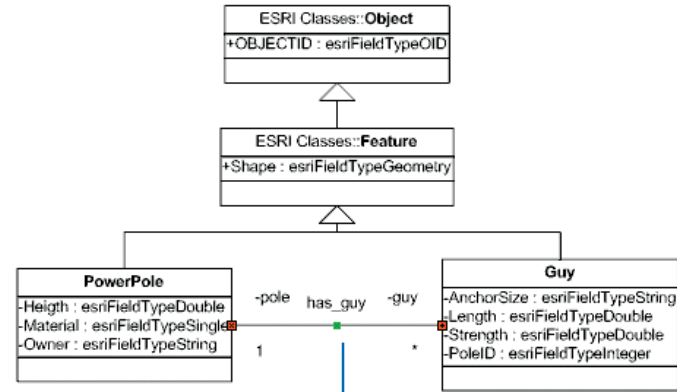 ESRI Classes::Object
+OBJECTID : esriFieldTypeOID
ESRI Classes::Feature
+Shape : esriFieldTypeGeometry
PowerPole
-Heigth : esriFieldTypeDouble
-Material : esriFieldTypeSingle
-Owner : esriFieldTypeString
-pole has_guy -guy
1 *
Guy
-AnchorSize : esriFieldTypeString
-Length : esriFieldTypeDouble
-Strength : esriFieldTypeDouble
-PoleID : esriFieldTypeInteger